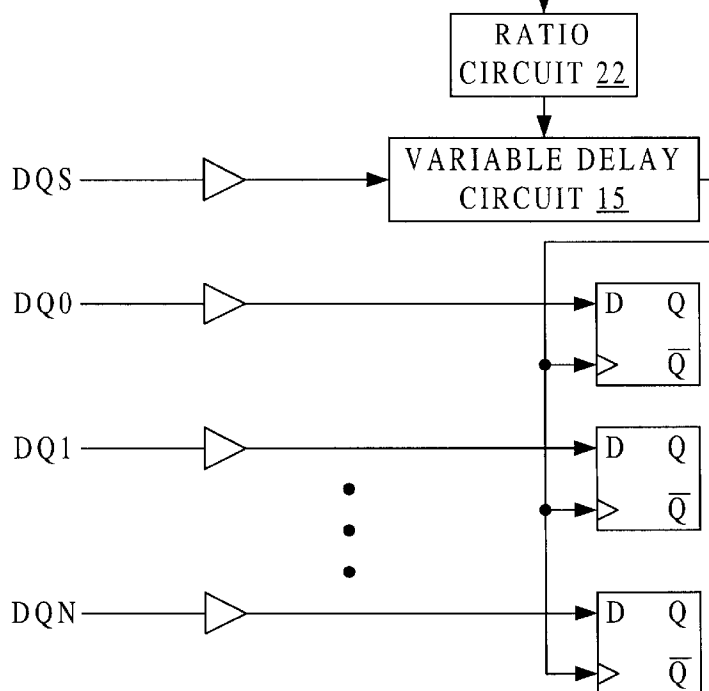 RATIO
CIRCUIT 22
VARIABLE DELAY
CIRCUIT 15
DQS
DQ0
D Q
Q̅
DQ1
D Q
Q̅
DQN
D Q
Q̅